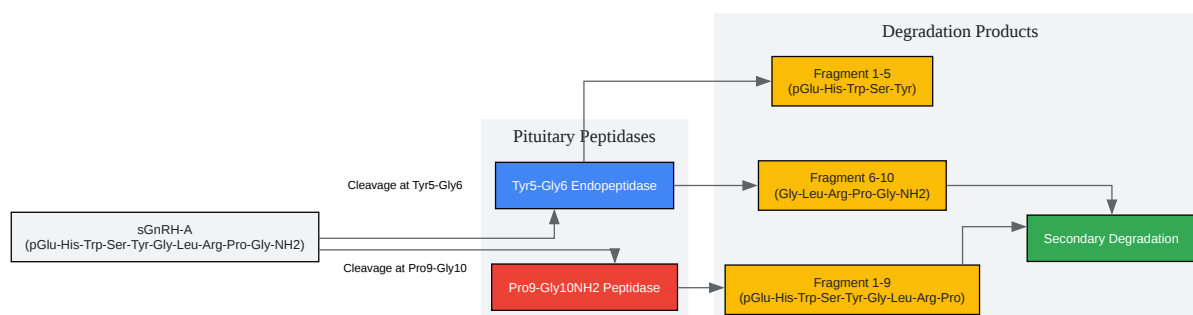 Degradation Products
Fragment 1-5
(pGlu-His-Trp-Ser-Tyr)
Pituitary Peptidases
Cleavage at Tyr5-Gly6
Tyr5-Gly6 Endopeptidase
Fragment 6-10
(Gly-Leu-Arg-Pro-Gly-NH2)
sGnRH-A
(pGlu-His-Trp-Ser-Tyr-Gly-Leu-Arg-Pro-Gly-NH2)
Secondary Degradation
Cleavage at Pro9-Gly10
Pro9-Gly10NH2 Peptidase
Fragment 1-9
(pGlu-His-Trp-Ser-Tyr-Gly-Leu-Arg-Pro)